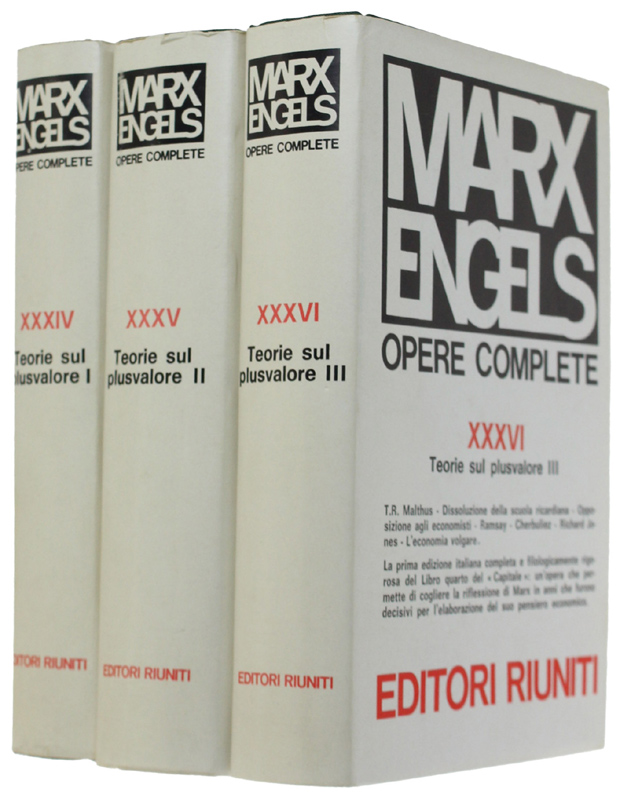 MARX
ENGELS
OPERE COMPLETE
XXXIV
Teorie sul
plusvalore I
EDITORI RIUNITI
MARX
ENGELS
OPERE COMPLETE
XXXV
Teorie sul
plusvalore II
EDITORI RIUNITI
MARX
ENGELS
OPERE COMPLETE
XXXVI
Teorie sul
plusvalore III
EDITORI RIUNITI
MARX
ENGELS
OPERE COMPLETE
XXXVI
Teorie sul plusvalore III
T.R. Malthus - Dissoluzione della scuola ricardiana - Oppo-
sizione agli economisti - Ramsay - Cherbuliez - Richard Jo-
nes - L'economia volgare.
La prima edizione italiana completa e filologicamente rigo-
rosa del Libro quarto del «Capitale»: un'opera che per-
mette di cogliere la riflessione di Marx in anni che furono
decisivi per l'elaborazione del suo pensiero economico.
EDITORI RIUNITI